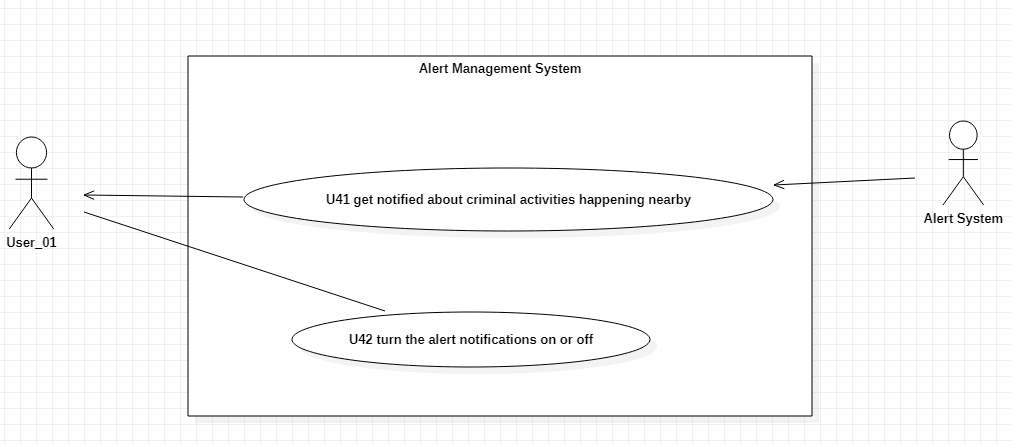 Alert Management System
U41 get notified about criminal activities happening nearby
Alert System
User_01
U42 turn the alert notifications on or off